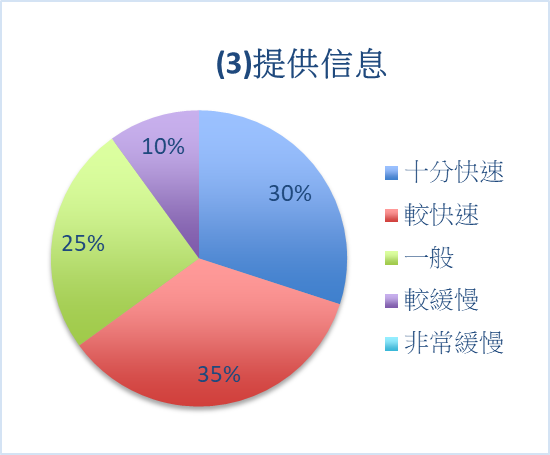 (3)提供信息
10%
30%
25%
35%
十分快速
較快速
一般
較緩慢
非常緩慢